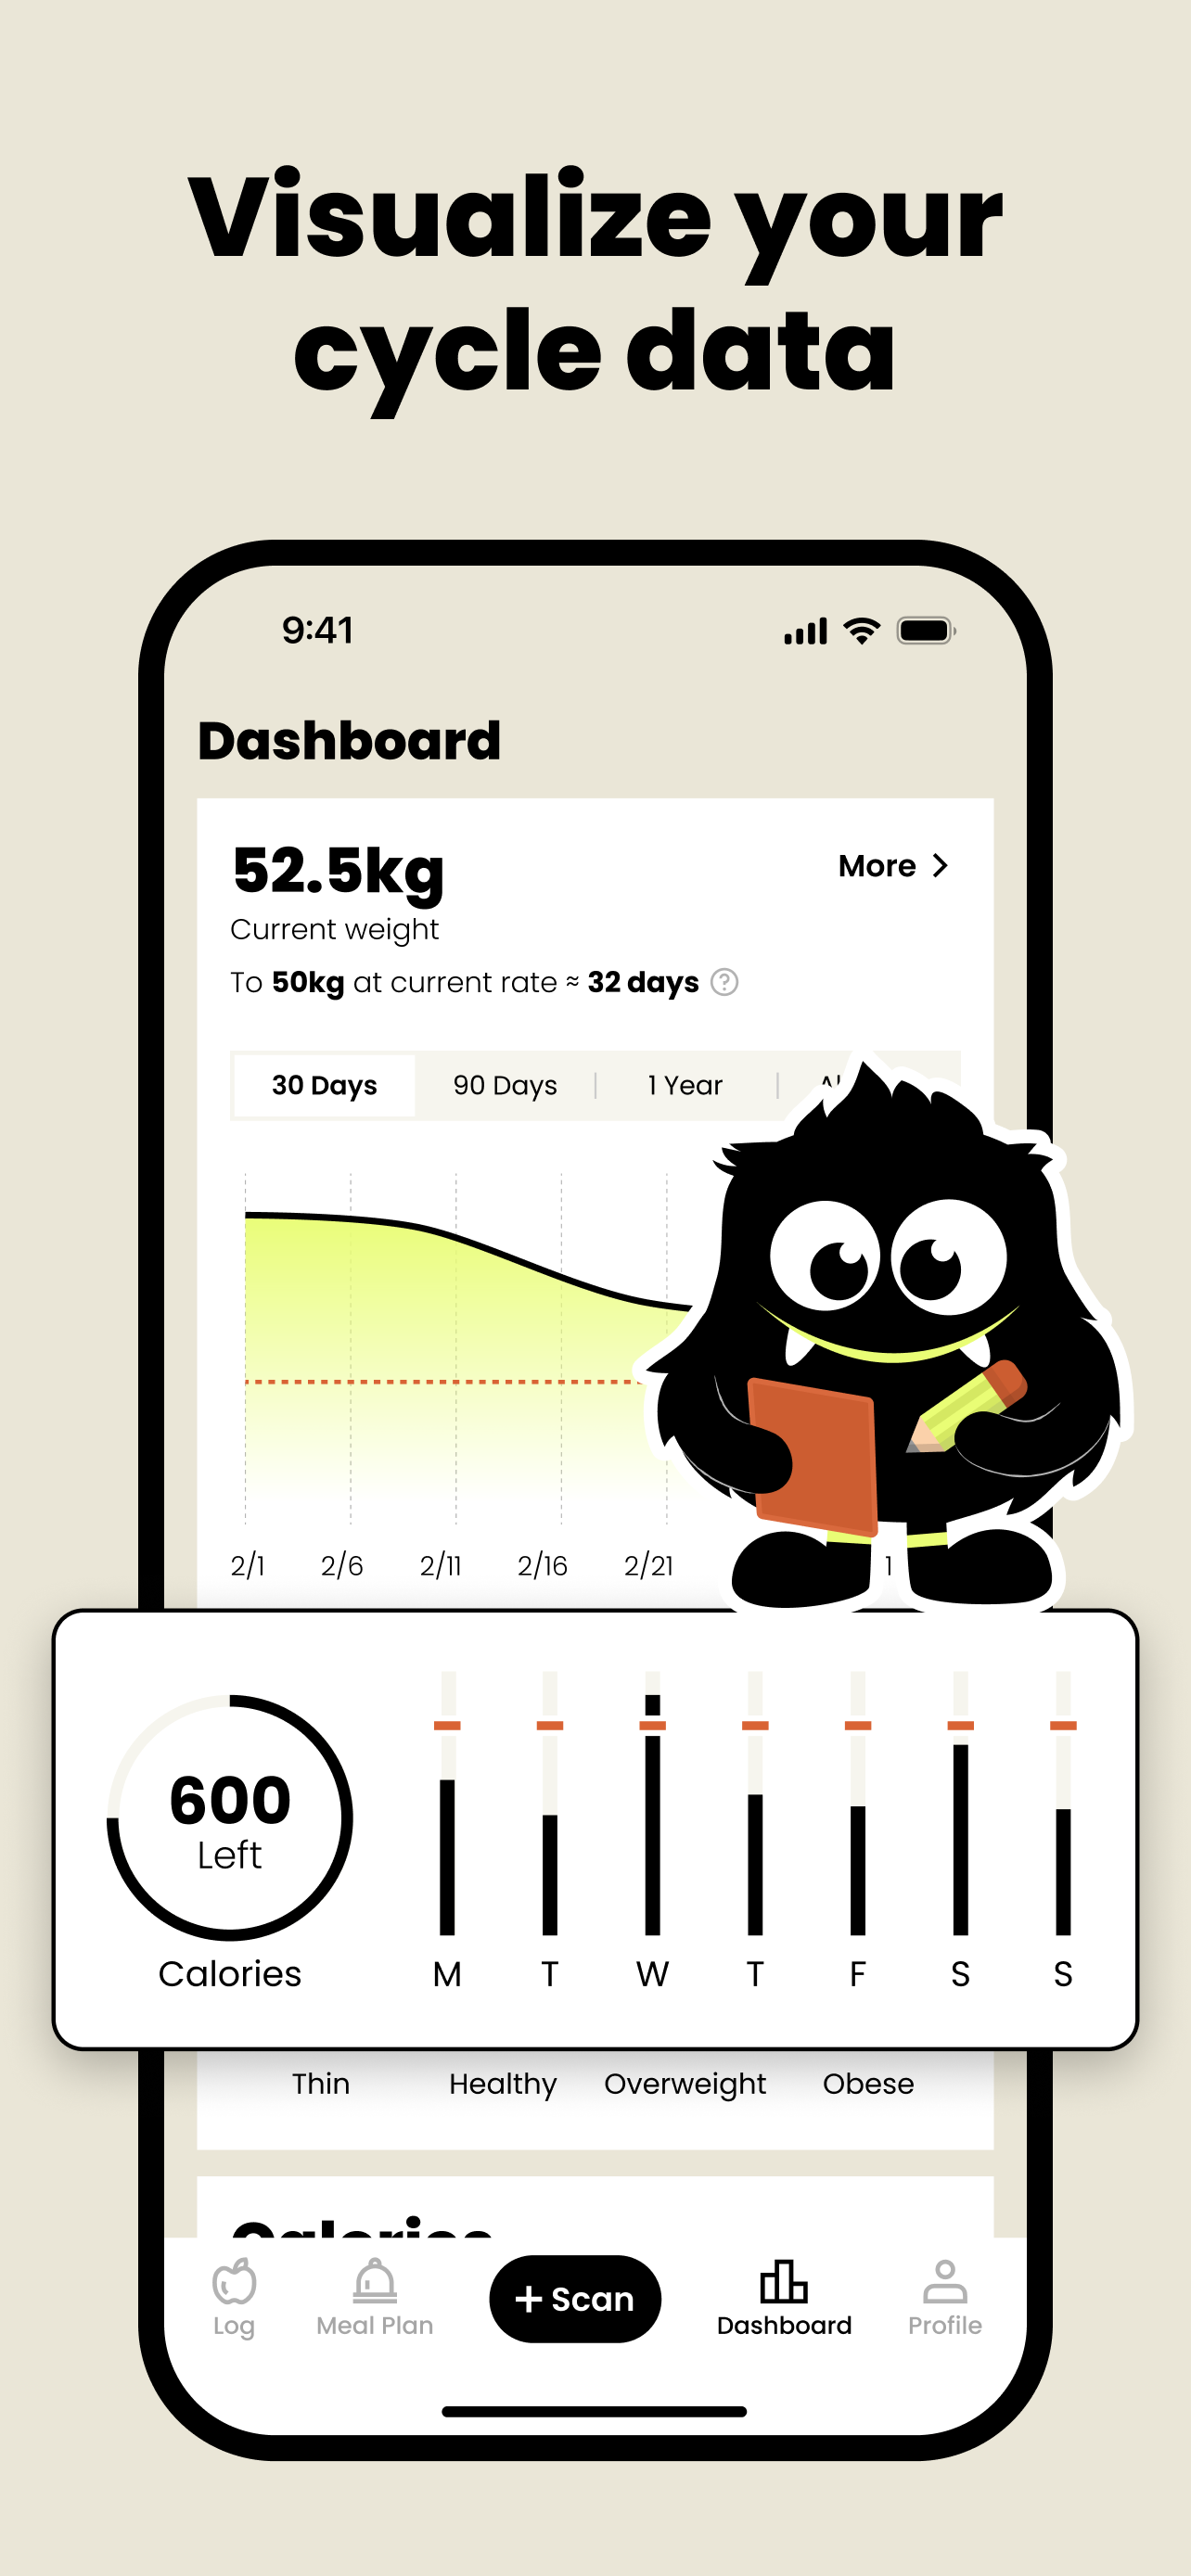 Visualize your
cycle data
9:41
Dashboard
52.5kg
More
Current weight
To 50kg at current rate ≈ 32 days ?
30 Days 90 Days 1 Year
2/1 2/6 2/11 2/16 2/21 1
600
Left
Calories
M T W T F S S
Thin Healthy Overweight Obese
Calories
+ Scan
Log Meal Plan Dashboard Profile